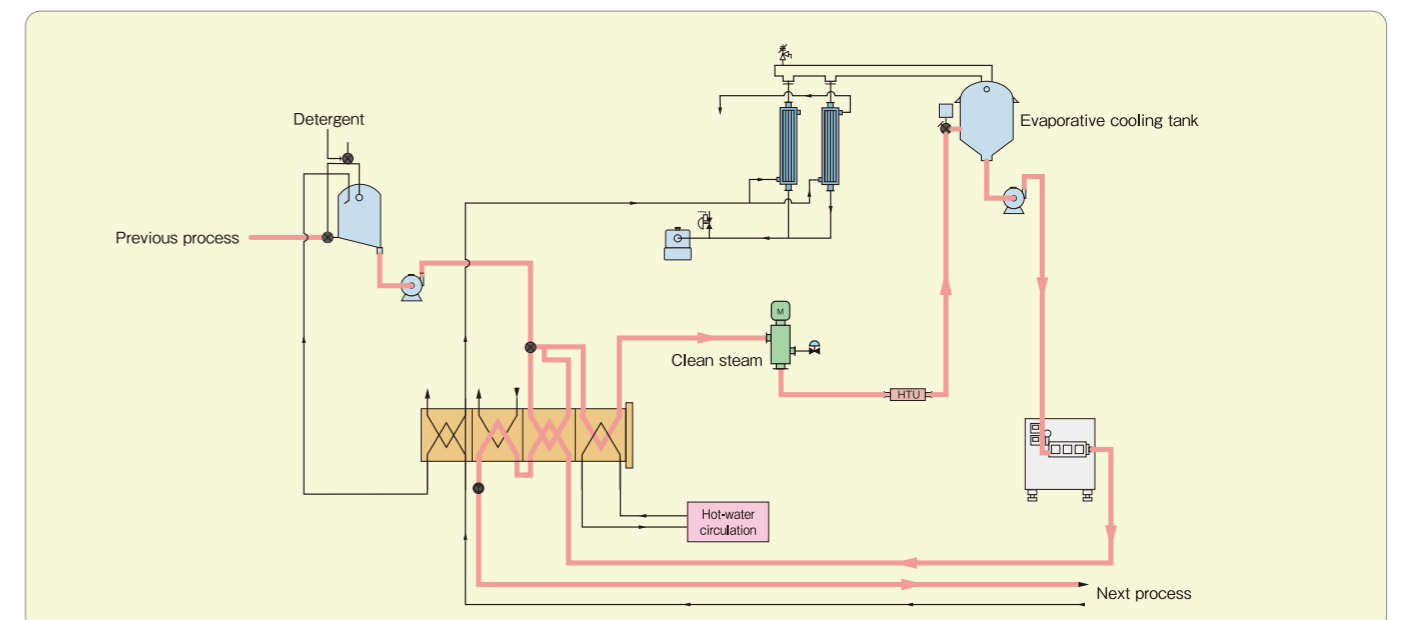 Detergent
Evaporative cooling tank
Previous process
M
Clean steam
HTU
Hot-water
circulation
Next process